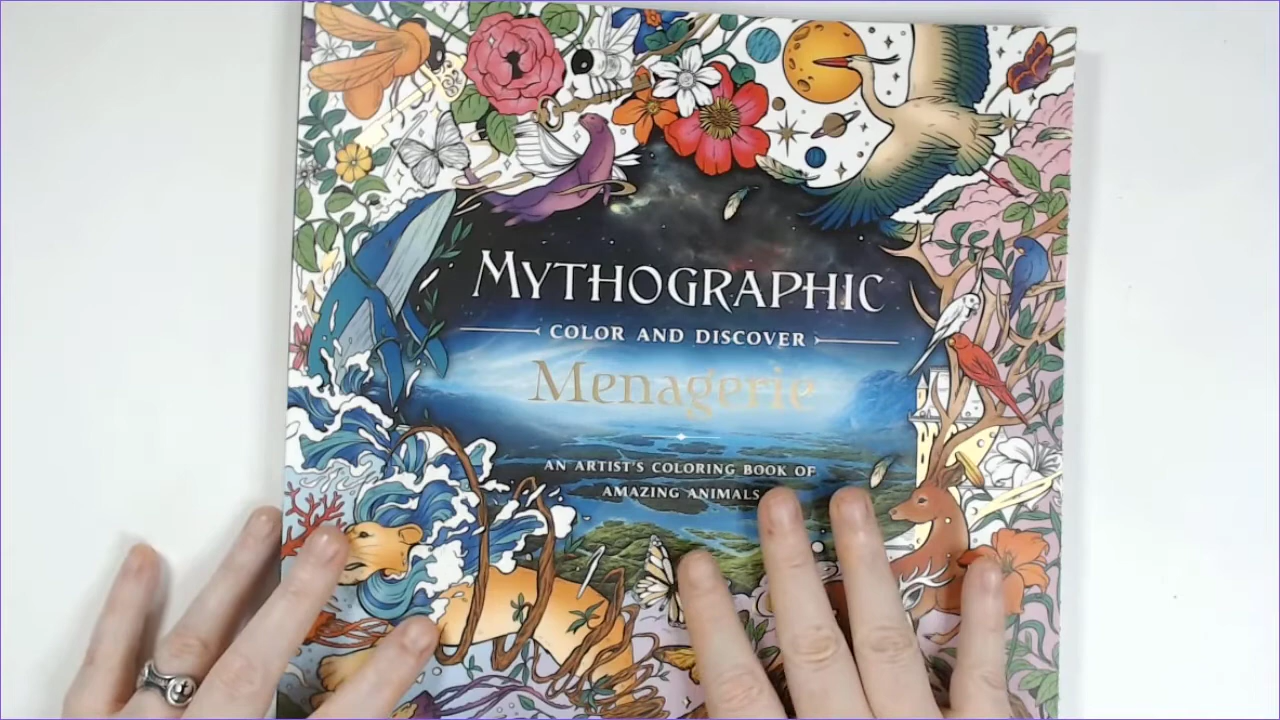 MYTHOGRAPHIC
COLOR AND DISCOVER
Menagerie
AN ARTIST'S COLORING BOOK OF
AMAZING ANIMALS